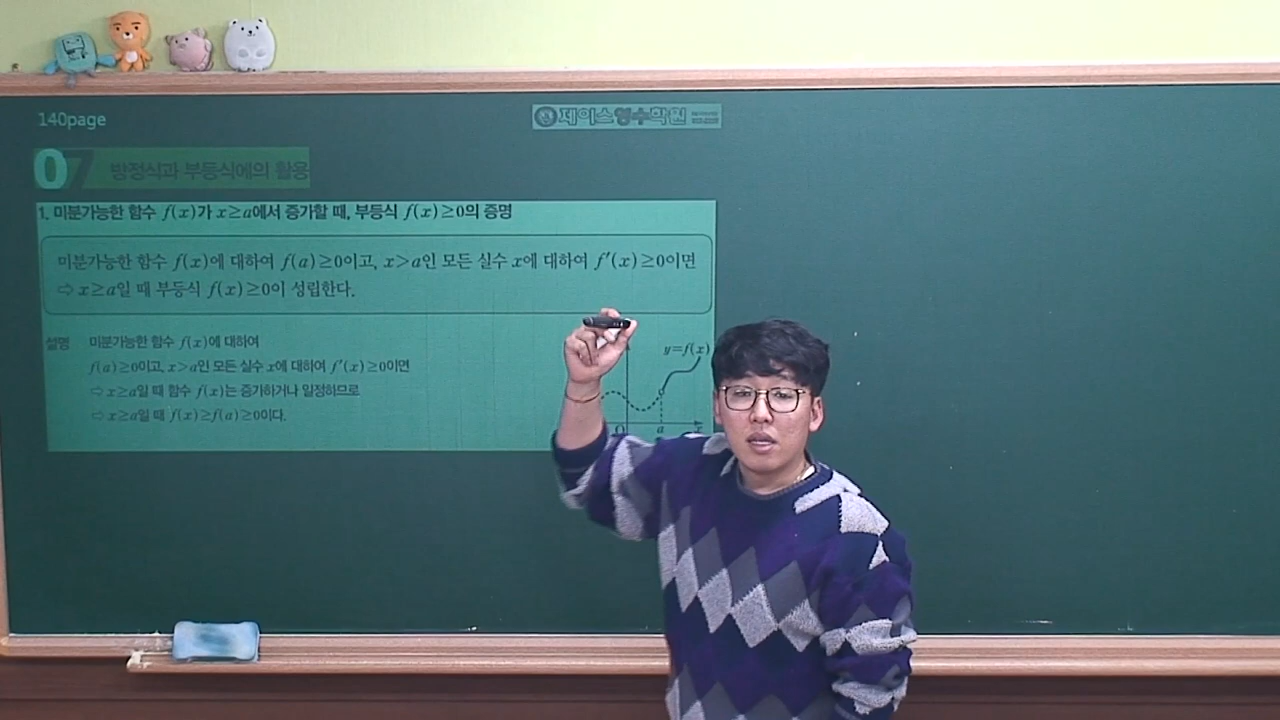 140page
제이스영수학원
07 방정식과 부등식에의 활용
1. 미분가능한 함수 f(x)가 x≥a에서 증가할 때, 부등식 f(x)≥0의 증명
미분가능한 함수 f(x)에 대하여 f(a)≥0이고, x>a인 모든 실수 x에 대하여 f′(x)≥0이면
⇨ x≥a일 때 부등식 f(x)≥0이 성립한다.
설명 미분가능한 함수 f(x)에 대하여
f(a)≥0이고, x>a인 모든 실수 x에 대하여 f′(x)≥0이면
⇨ x≥a일 때 함수 f(x)는 증가하거나 일정하므로
⇨ x≥a일 때 f(x)≥f(a)≥0이다.
y=f(x)
O a x